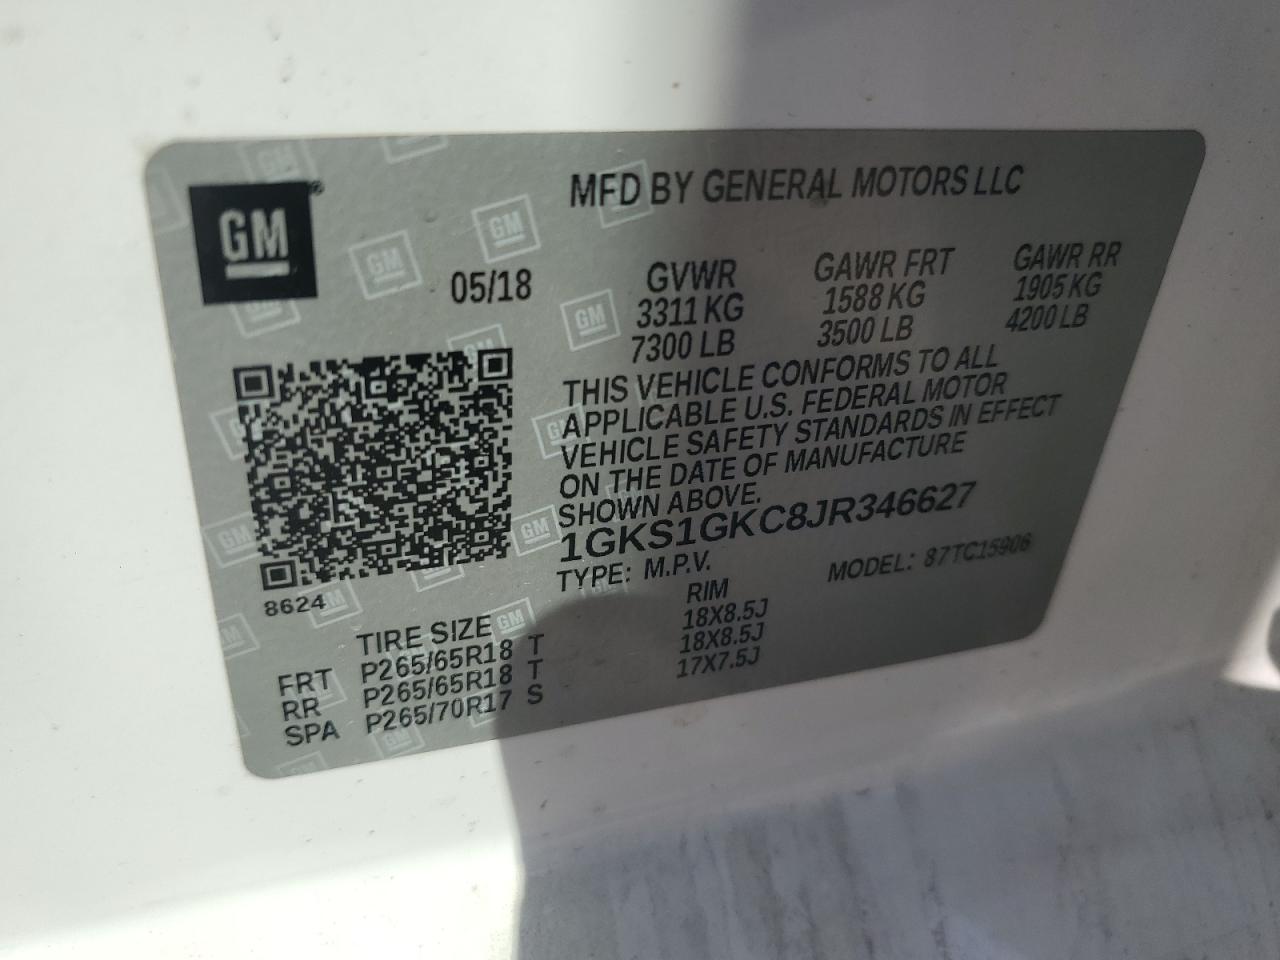 GM®
MFD BY GENERAL MOTORS LLC
05/18
GVWR GAWR FRT GAWR RR
3311 KG 1588 KG 1905 KG
7300 LB 3500 LB 4200 LB
THIS VEHICLE CONFORMS TO ALL
APPLICABLE U.S. FEDERAL MOTOR
VEHICLE SAFETY STANDARDS IN EFFECT
ON THE DATE OF MANUFACTURE
SHOWN ABOVE.
1GKS1GKC8JR346627
TYPE: M.P.V. MODEL: 87TC15906
8624
TIRE SIZE RIM
FRT P265/65R18 T 18X8.5J
RR P265/65R18 T 18X8.5J
SPA P265/70R17 S 17X7.5J